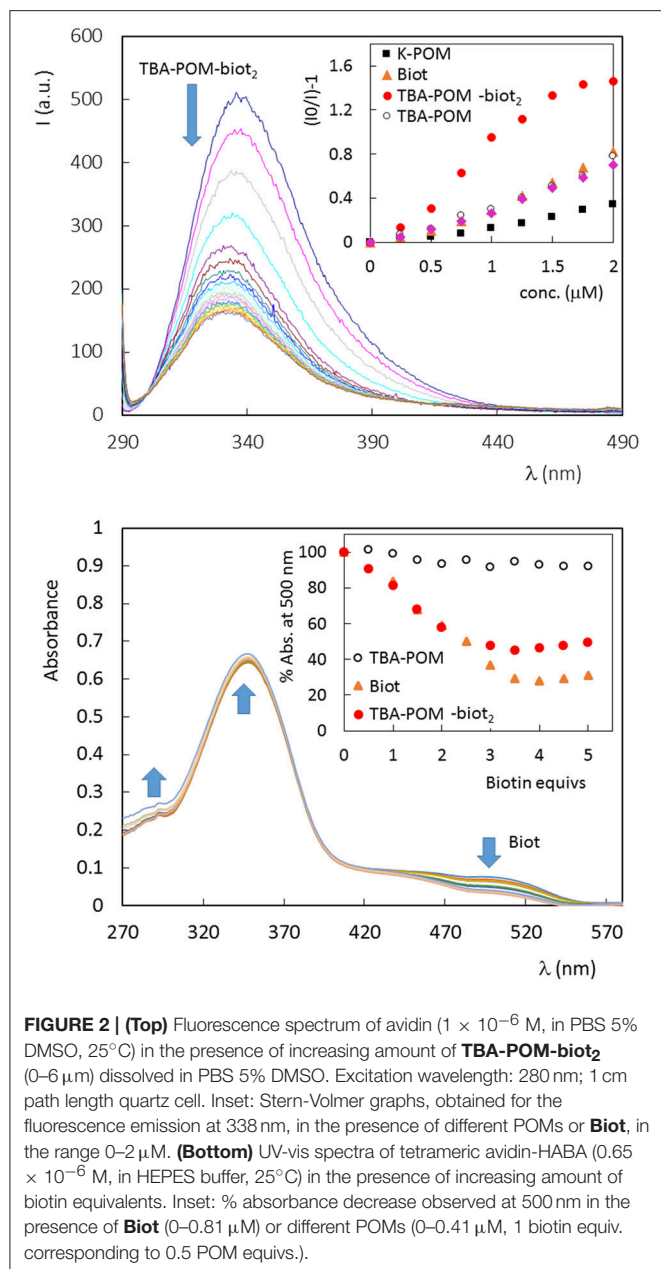 600
500
400
300
200
100
0
I (a.u.)
TBA-POM-biot2
290
340
390
440
490
λ (nm)
K-POM
Biot
TBA-POM -biot2
TBA-POM
(I0/I)-1
1.6
1.2
0.8
0.4
0
0
0.5
1
1.5
2
conc. (μM)
1
0.9
0.8
0.7
0.6
0.5
0.4
0.3
0.2
0.1
0
Absorbance
% Abs. at 500 nm
100
80
60
40
20
0
TBA-POM
Biot
TBA-POM -biot2
0
1
2
3
4
5
Biotin equivs
Biot
270
320
370
420
470
520
570
λ (nm)
FIGURE 2 | (Top) Fluorescence spectrum of avidin (1 × 10−6 M, in PBS 5%
DMSO, 25°C) in the presence of increasing amount of TBA-POM-biot2
(0–6 μm) dissolved in PBS 5% DMSO. Excitation wavelength: 280 nm; 1 cm
path length quartz cell. Inset: Stern-Volmer graphs, obtained for the
fluorescence emission at 338 nm, in the presence of different POMs or Biot, in
the range 0–2 μM. (Bottom) UV-vis spectra of tetrameric avidin-HABA (0.65
× 10−6 M, in HEPES buffer, 25°C) in the presence of increasing amount of
biotin equivalents. Inset: % absorbance decrease observed at 500 nm in the
presence of Biot (0–0.81 μM) or different POMs (0–0.41 μM, 1 biotin equiv.
corresponding to 0.5 POM equivs.).